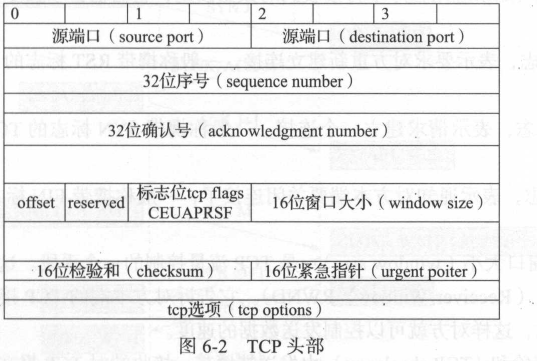 0 1 2 3
源端口（source port） 源端口（destination port）
32位序号（sequence number）
32位确认号（acknowledgment number）
offset reserved 标志位tcp flags CEUAPRSF 16位窗口大小（window size）
16位检验和（checksum） 16位紧急指针（urgent poiter）
tcp选项（tcp options）
图 6-2 TCP 头部